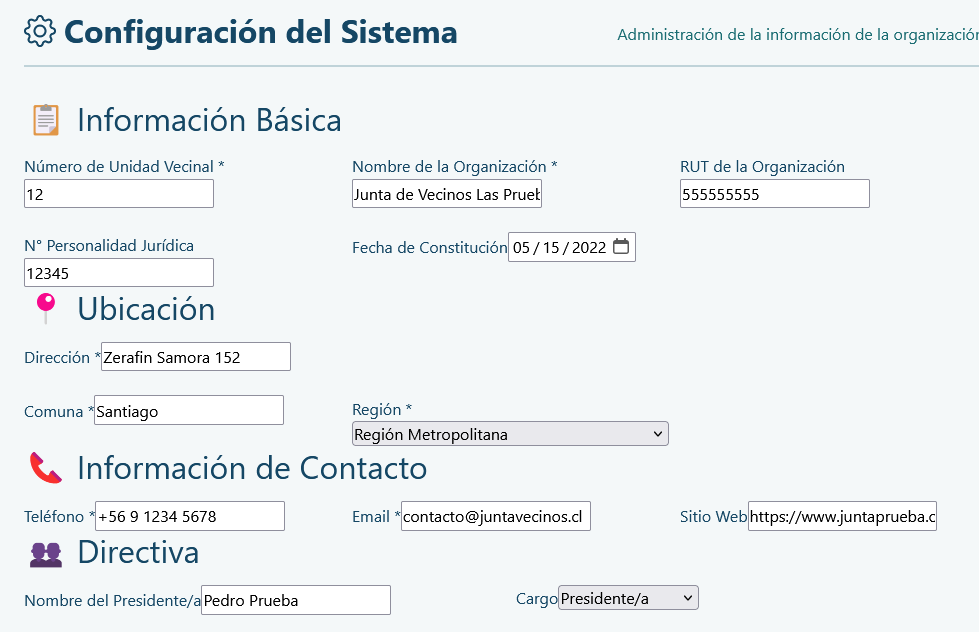 Configuración del Sistema
Administración de la información de la organización
Información Básica
Número de Unidad Vecinal * Nombre de la Organización * RUT de la Organización
12 Junta de Vecinos Las Prueb 555555555
N° Personalidad Jurídica
Fecha de Constitución 05/15/2022
12345
Ubicación
Dirección * Zerafin Samora 152
Comuna * Santiago
Región *
Región Metropolitana
Información de Contacto
Teléfono * +56 9 1234 5678 Email * contacto@juntavecinos.cl Sitio Web https://www.juntaprueba.c
Directiva
Nombre del Presidente/a Pedro Prueba Cargo Presidente/a